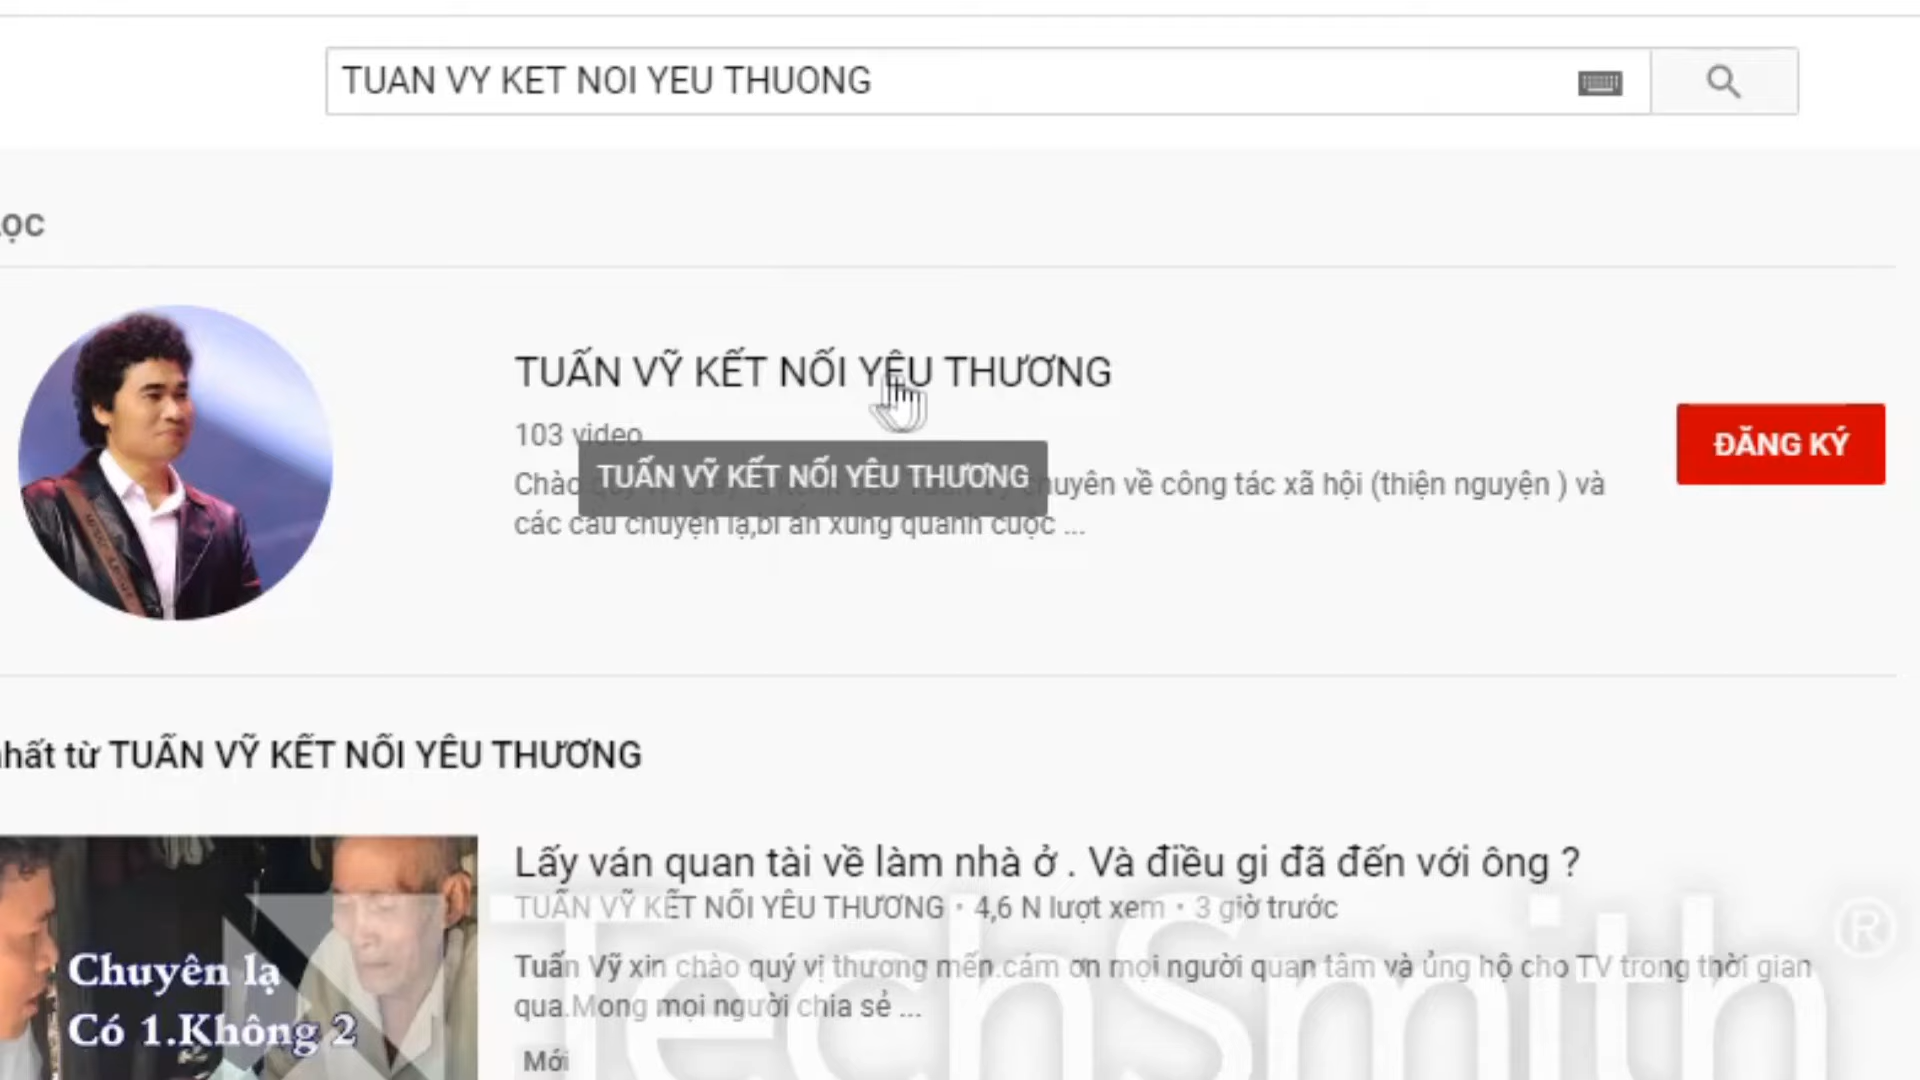 TUAN VY KET NOI YEU THUONG
ỌC
TUẤN VỸ KẾT NỐI YÊU THƯƠNG
103 video
TUẤN VỸ KẾT NỐI YÊU THƯƠNG
Chào chuyên về công tác xã hội (thiện nguyện ) và
các câu chuyện lạ,bí ẩn xung quanh cuộc ...
ĐĂNG KÝ
nhất từ TUẤN VỸ KẾT NỐI YÊU THƯƠNG
Lấy ván quan tài về làm nhà ở . Và điều gi đã đến với ông ?
TUẤN VỸ KẾT NỐI YÊU THƯƠNG • 4,6 N lượt xem • 3 giờ trước
Tuấn Vỹ xin chào quý vị thương mến.cám ơn mọi người quan tâm và ủng hộ cho TV trong thời gian
qua.Mong mọi người chia sẻ ...
Mới
Chuyện lạ
Có 1.Không 2
TechSmith®